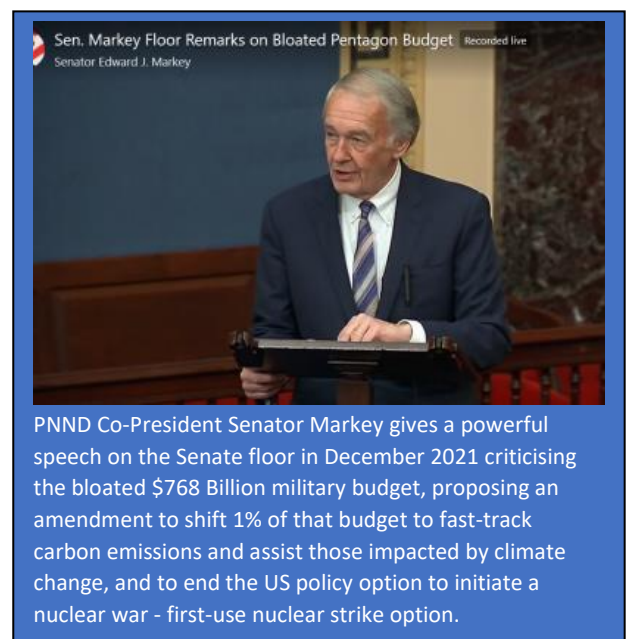 Sen. Markey Floor Remarks on Bloated Pentagon Budget Recorded live
Senator Edward J. Markey
PNND Co-President Senator Markey gives a powerful
speech on the Senate floor in December 2021 criticising
the bloated $768 Billion military budget, proposing an
amendment to shift 1% of that budget to fast-track
carbon emissions and assist those impacted by climate
change, and to end the US policy option to initiate a
nuclear war - first-use nuclear strike option.